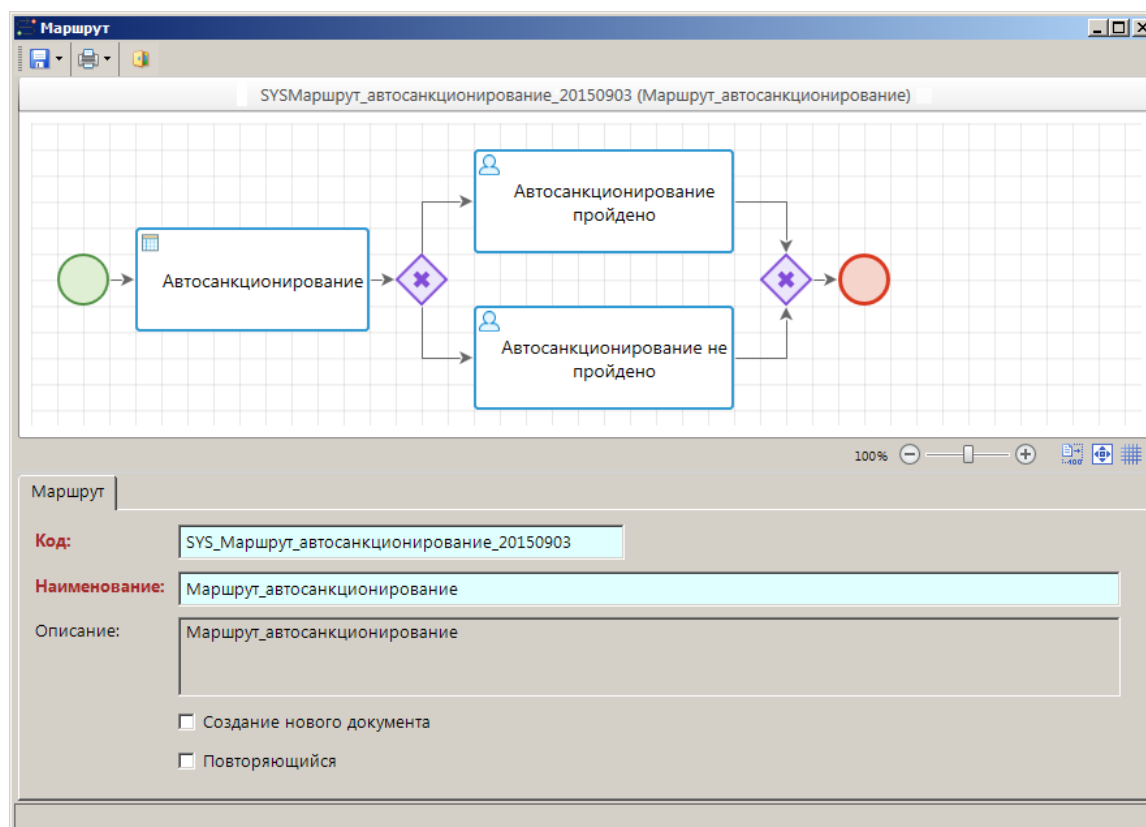 Маршрут
SYSМаршрут_автосанкционирование_20150903 (Маршрут_автосанкционирование)
Автосанкционирование
пройдено
Автосанкционирование
Автосанкционирование не
пройдено
100%
Маршрут
Код:
SYS_Маршрут_автосанкционирование_20150903
Наименование:
Маршрут_автосанкционирование
Описание:
Маршрут_автосанкционирование
Создание нового документа
Повторяющийся